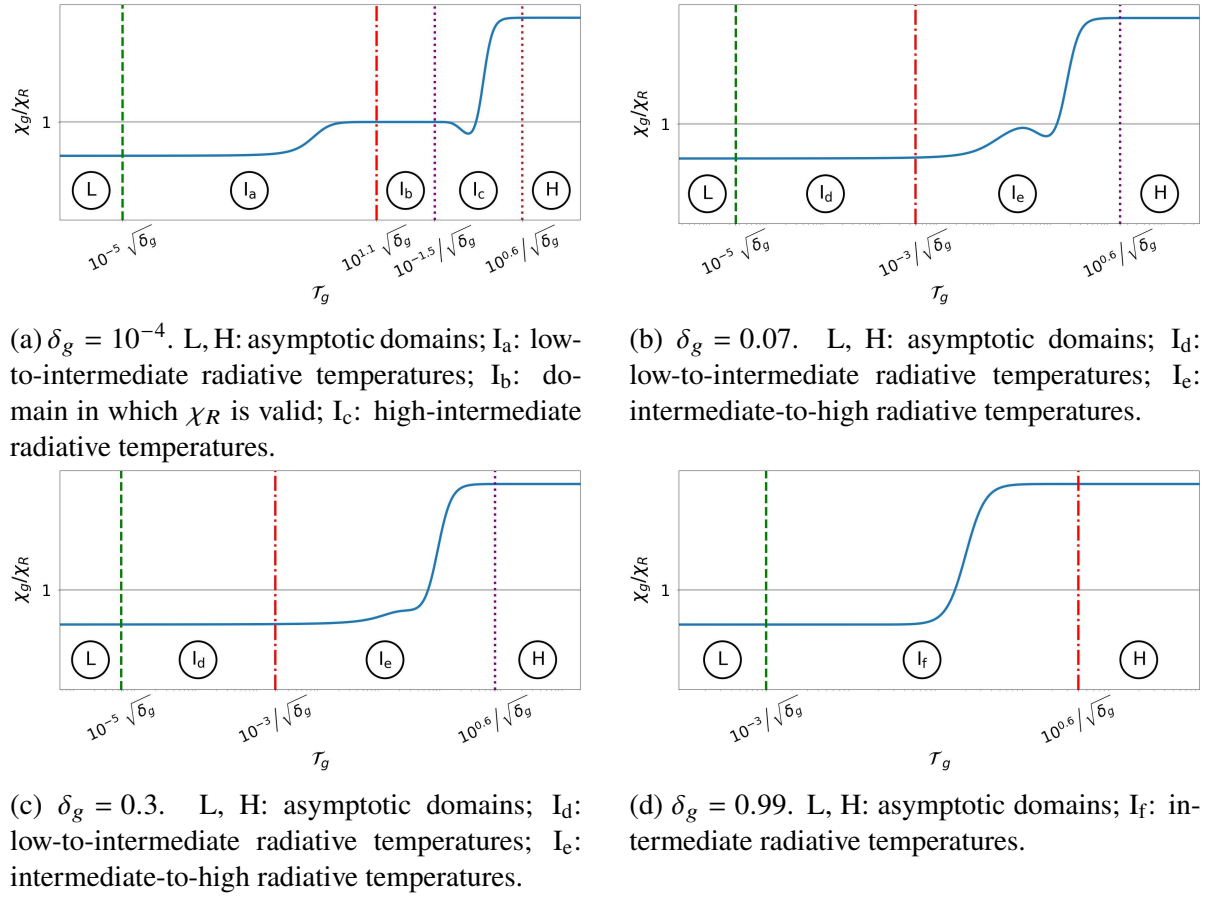 χg/χR
1
L
Ia
Ib
Ic
H
10⁻⁵ √δg
10¹·¹ √δg
10⁻¹·⁵/√δg
10⁰·⁶/√δg
𝒯g
(a) δg = 10⁻⁴. L, H: asymptotic domains; Ia: low-
to-intermediate radiative temperatures; Ib: do-
main in which χR is valid; Ic: high-intermediate
radiative temperatures.
χg/χR
1
L
Id
Ie
H
10⁻⁵ √δg
10⁻³/√δg
10⁰·⁶/√δg
𝒯g
(b) δg = 0.07. L, H: asymptotic domains; Id:
low-to-intermediate radiative temperatures; Ie:
intermediate-to-high radiative temperatures.
χg/χR
1
L
Id
Ie
H
10⁻⁵ √δg
10⁻³/√δg
10⁰·⁶/√δg
𝒯g
(c) δg = 0.3. L, H: asymptotic domains; Id:
low-to-intermediate radiative temperatures; Ie:
intermediate-to-high radiative temperatures.
χg/χR
1
L
If
H
10⁻³/√δg
10⁰·⁶/√δg
𝒯g
(d) δg = 0.99. L, H: asymptotic domains; If: in-
termediate radiative temperatures.